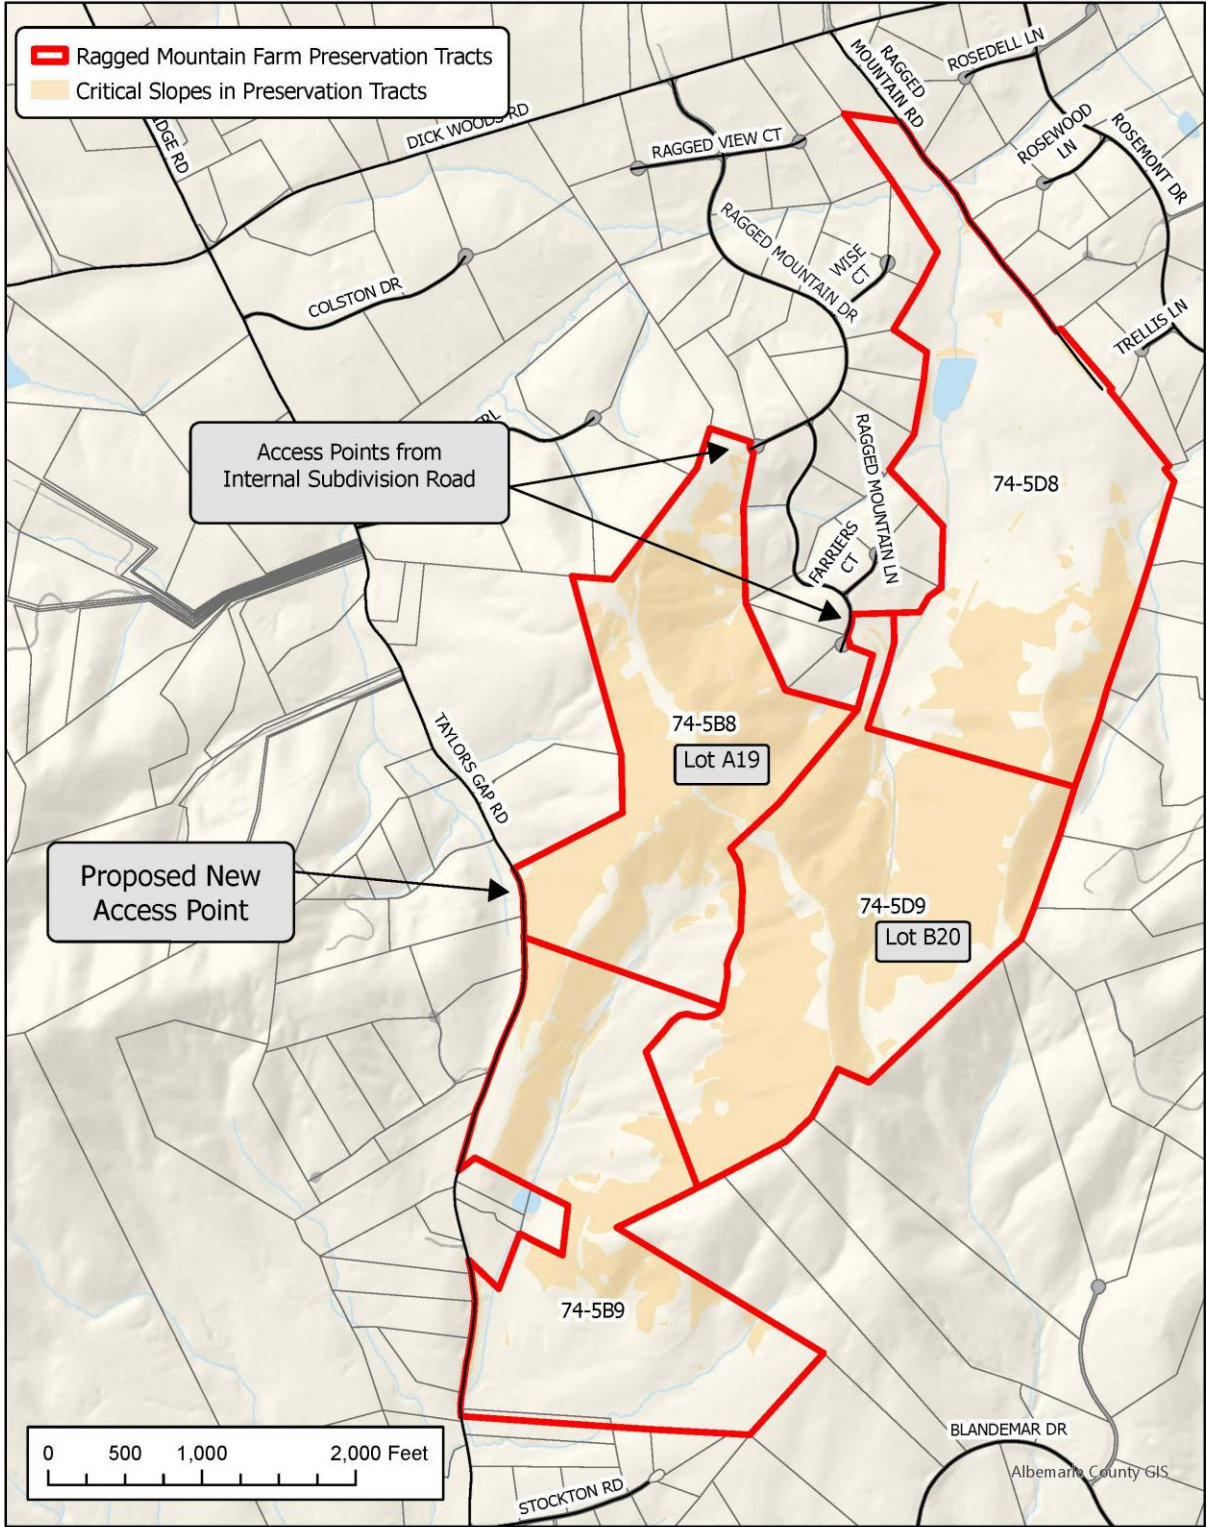 Ragged Mountain Farm Preservation Tracts
Critical Slopes in Preservation Tracts
RAGGED
MOUNTAIN RD
ROSEDELL LN
DICK WOODS RD
RAGGED VIEW CT
ROSEWOOD
LN
ROSEMONT DR
RAGGED MOUNTAIN DR
WISE
CT
COLSTON DR
TRELLIS LN
Access Points from
Internal Subdivision Road
RAGGED MOUNTAIN LN
74-5D8
FARRIERS
CT
TAYLORS GAP RD
74-5B8
Lot A19
Proposed New
Access Point
74-5D9
Lot B20
74-5B9
0 500 1,000 2,000 Feet
BLANDEMAR DR
Albemarle County GIS
STOCKTON RD